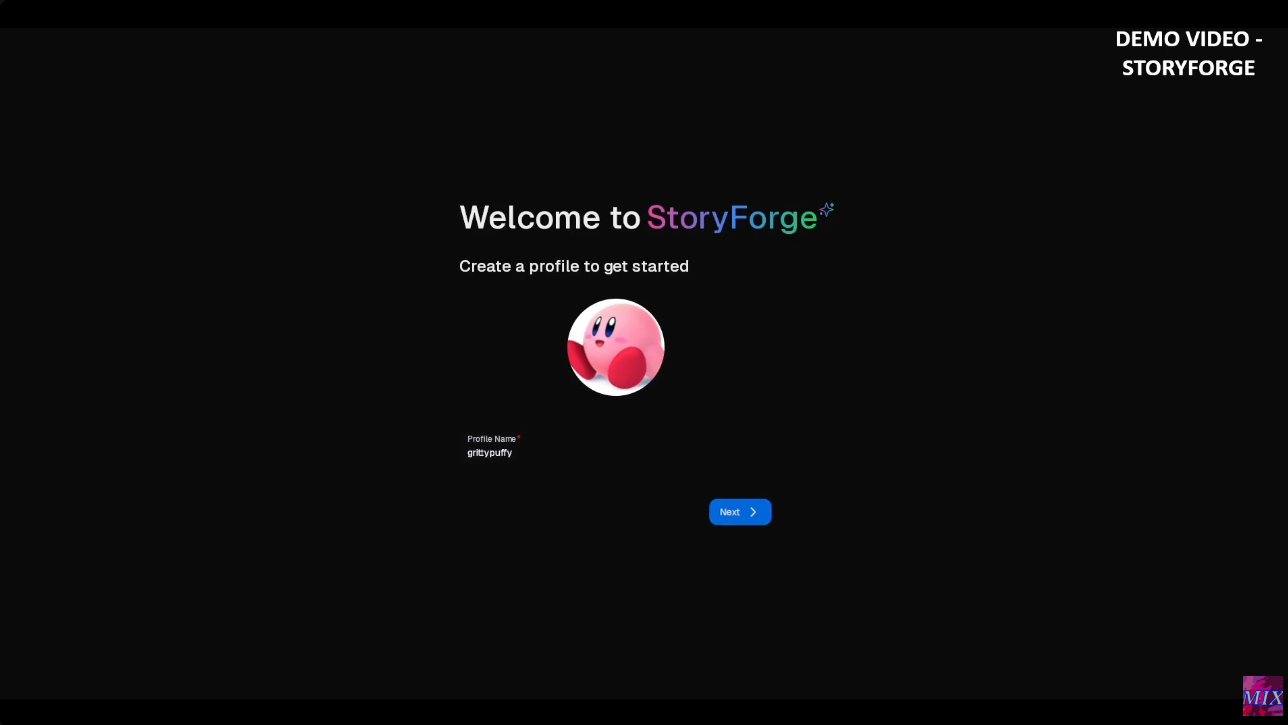 DEMO VIDEO -
STORYFORGE
Welcome to StoryForge
Create a profile to get started
Profile Name*
grittypuffy
Next
MIX